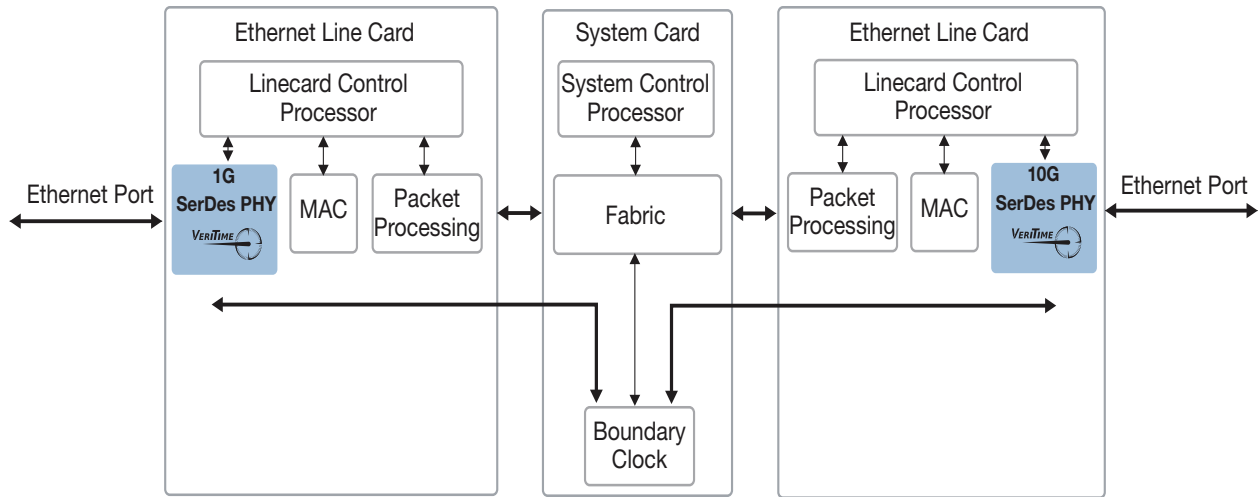 Ethernet Line Card
Linecard Control
Processor
1G
SerDes PHY
VERITIME
MAC
Packet
Processing
Ethernet Port
System Card
System Control
Processor
Fabric
Boundary
Clock
Ethernet Line Card
Linecard Control
Processor
Packet
Processing
MAC
10G
SerDes PHY
VERITIME
Ethernet Port